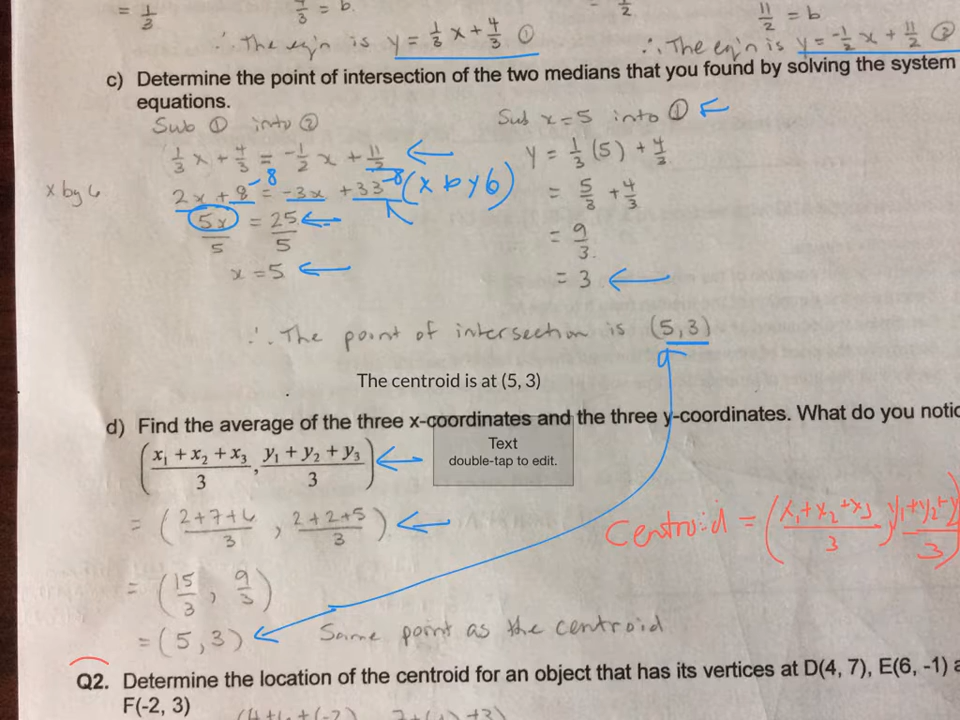 = 1/3
4/3 = b.
1/2
11/2 = b
∴ The eq'n is y = 1/3 x + 4/3 ①
∴ The eq'n is y = -1/2 x + 11/2 ②
c) Determine the point of intersection of the two medians that you found by solving the system
equations.
Sub ① into ②
1/3 x + 4/3 = -1/2 x + 11/2
x by 6
2x + 8 -8 = -3x + 33 -8 (x by 6)
5x/5 = 25/5
x = 5
Sub x = 5 into ①
y = 1/3 (5) + 4/3
= 5/3 + 4/3
= 9/3.
= 3
∴ The point of intersection is (5,3)
The centroid is at (5, 3)
d) Find the average of the three x-coordinates and the three y-coordinates. What do you notic
(x₁ + x₂ + x₃ / 3 , y₁ + y₂ + y₃ / 3)
Text
double-tap to edit.
= (2+7+6 / 3 , 2+2+5 / 3)
Centroid = (x₁+x₂+x₃ / 3 , y₁+y₂+y / 3)
= (15/3 , 9/3)
= (5,3)
Same point as the centroid
Q2. Determine the location of the centroid for an object that has its vertices at D(4, 7), E(6, -1) a
F(-2, 3)